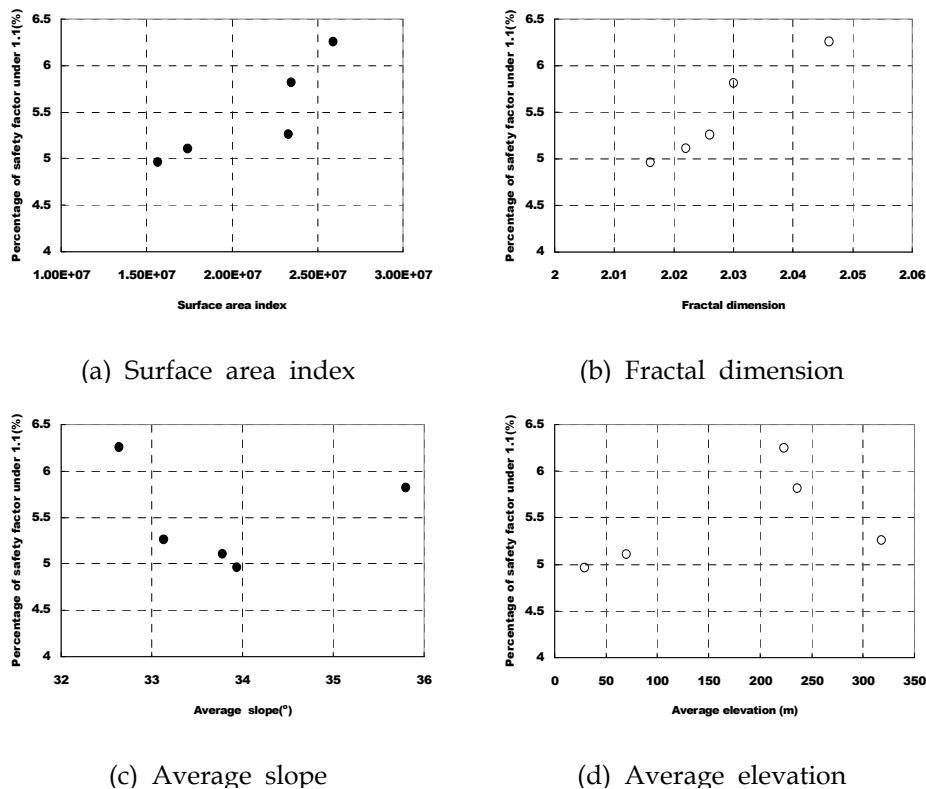 Percentage of safety factor under 1.1(%)
6.5
6
5.5
5
4.5
4
1.00E+07 1.50E+07 2.00E+07 2.50E+07 3.00E+07
Surface area index
(a) Surface area index
Percentage of safety factor under 1.1(%)
6.5
6
5.5
5
4.5
4
2 2.01 2.02 2.03 2.04 2.05 2.06
Fractal dimension
(b) Fractal dimension
Percentage of safety factor under 1.1(%)
6.5
6
5.5
5
4.5
4
32 33 34 35 36
Average slope(°)
(c) Average slope
Percentage of safety factor under 1.1(%)
6.5
6
5.5
5
4.5
4
0 50 100 150 200 250 300 350
Average elevation (m)
(d) Average elevation